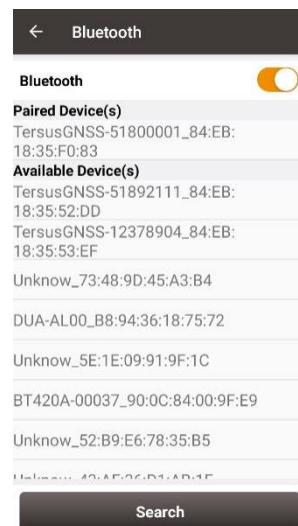 ← Bluetooth
Bluetooth
Paired Device(s)
TersusGNSS-51800001_84:EB:
18:35:F0:83
Available Device(s)
TersusGNSS-51892111_84:EB:
18:35:52:DD
TersusGNSS-12378904_84:EB:
18:35:53:EF
Unknow_73:48:9D:45:A3:B4
DUA-AL00_B8:94:36:18:75:72
Unknow_5E:1E:09:91:9F:1C
BT420A-00037_90:0C:84:00:9F:E9
Unknow_52:B9:E6:78:35:B5
Search